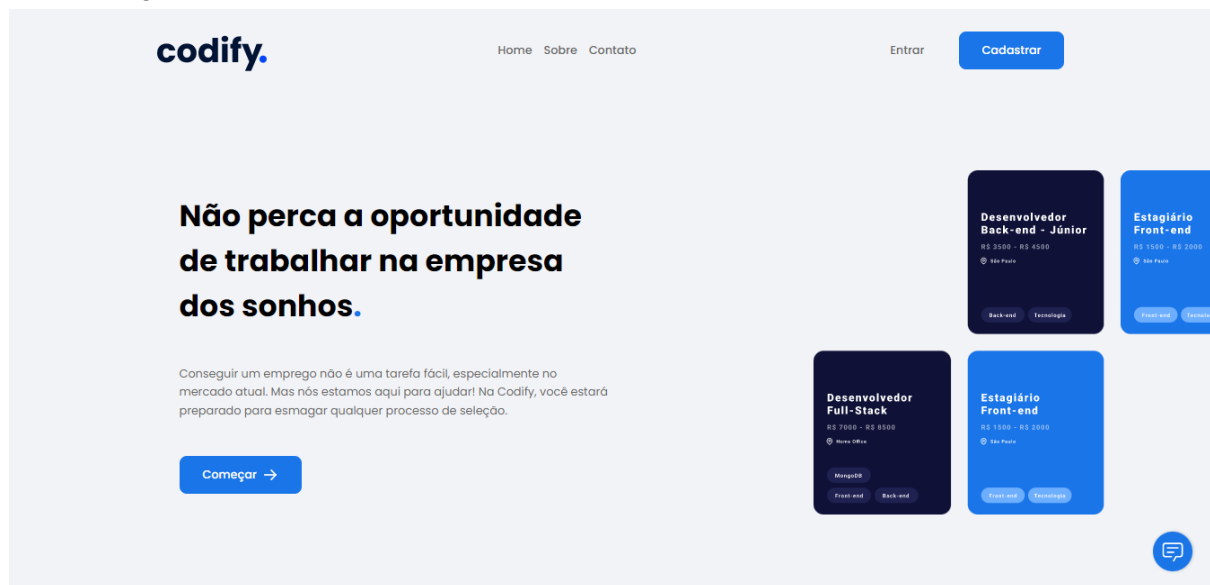 codify.
Home Sobre Contato
Entrar
Cadastrar
Não perca a oportunidade
de trabalhar na empresa
dos sonhos.
Conseguir um emprego não é uma tarefa fácil, especialmente no
mercado atual. Mas nós estamos aqui para ajudar! Na Codify, você estará
preparado para esmagar qualquer processo de seleção.
Começar →
Desenvolvedor
Back-end - Júnior
R$ 3500 - R$ 4500
São Paulo
Back-end Tecnologia
Estagiário
Front-end
R$ 1500 - R$ 2000
São Paulo
Front-end Tecnolo
Desenvolvedor
Full-Stack
R$ 7000 - R$ 8500
Home Office
MongoDB
Front-end Back-end
Estagiário
Front-end
R$ 1500 - R$ 2000
São Paulo
Front-end Tecnologia